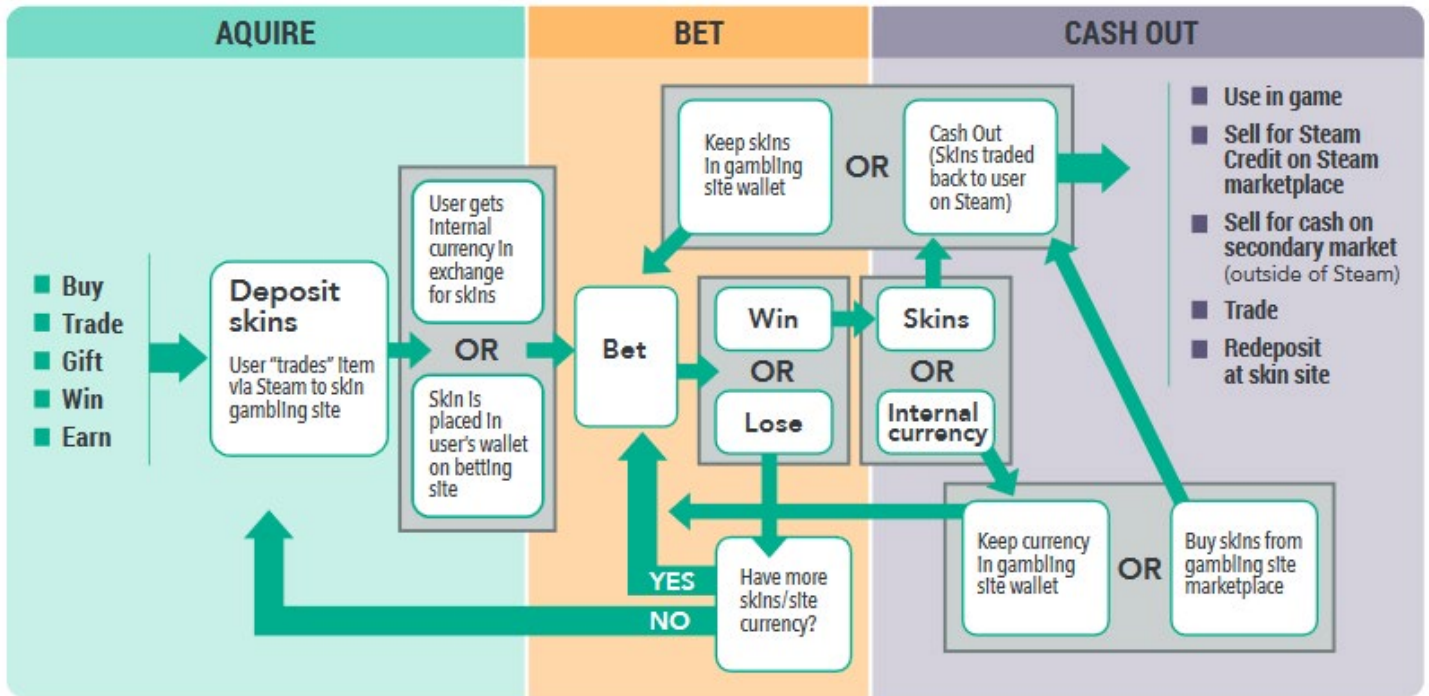 AQUIRE
BET
CASH OUT
Buy
Trade
Gift
Win
Earn
Deposit
skins
User “trades” Item
via Steam to skin
gambling site
User gets
Internal
currency In
exchange
for skins
OR
Skin is
placed In
user's wallet
on betting
site
Bet
Keep skins
In gambling
site wallet
OR
Cash Out
(Skins traded
back to user
on Steam)
Win
OR
Lose
Skins
OR
Internal
currency
YES
NO
Have more
skins/site
currency?
Keep currency
In gambling
site wallet
OR
Buy skins from
gambling site
marketplace
Use in game
Sell for Steam
Credit on Steam
marketplace
Sell for cash on
secondary market
(outside of Steam)
Trade
Redeposit
at skin site